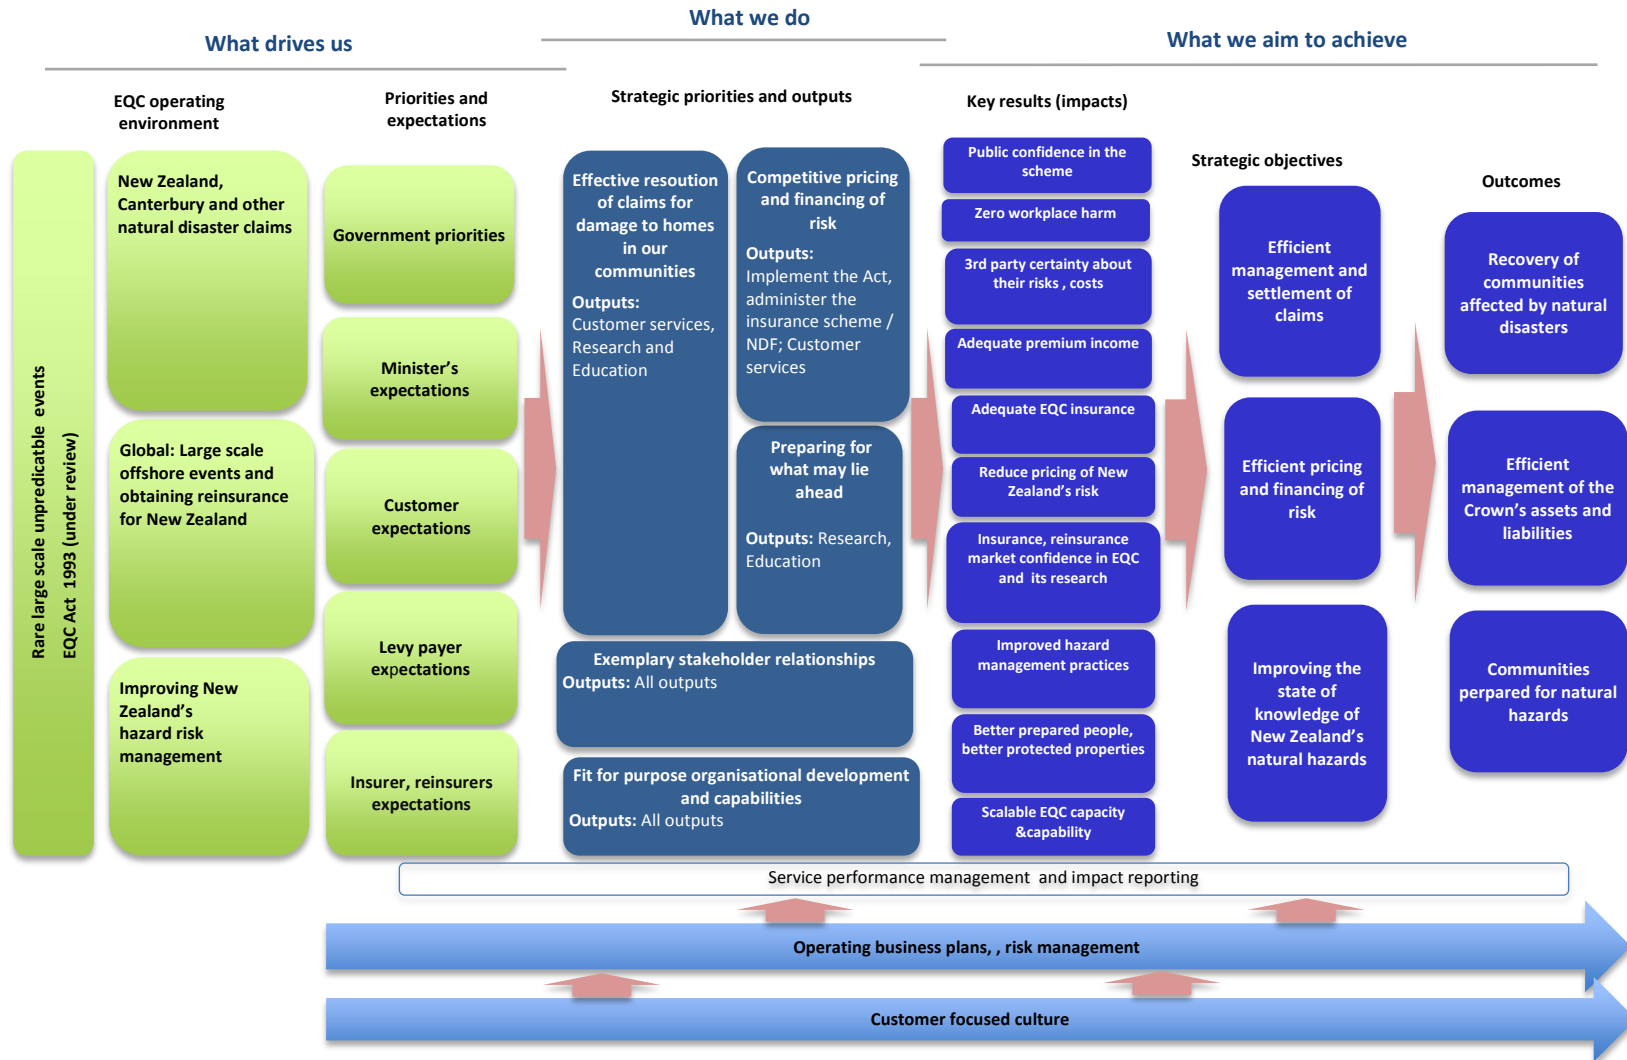 What we do
What drives us
What we aim to achieve
EQC operating
environment
Priorities and
expectations
Strategic priorities and outputs
Key results (impacts)
Strategic objectives
Outcomes
Rare large scale unpredicable events
EQC Act 1993 (under review)
New Zealand,
Canterbury and other
natural disaster claims
Global: Large scale
offshore events and
obtaining reinsurance
for New Zealand
Improving New
Zealand's
hazard risk
management
Government priorities
Minister's
expectations
Customer
expectations
Levy payer
expectations
Insurer, reinsurers
expectations
Effective resoution
of claims for
damage to homes
in our
communities
Outputs:
Customer services,
Research and
Education
Competitive pricing
and financing of
risk
Outputs:
Implement the Act,
administer the
insurance scheme /
NDF; Customer
services
Preparing for
what may lie
ahead
Outputs: Research,
Education
Exemplary stakeholder relationships
Outputs: All outputs
Fit for purpose organisational development
and capabilities
Outputs: All outputs
Public confidence in the
scheme
Zero workplace harm
3rd party certainty about
their risks , costs
Adequate premium income
Adequate EQC insurance
Reduce pricing of New
Zealand's risk
Insurance, reinsurance
market confidence in EQC
and its research
Improved hazard
management practices
Better prepared people,
better protected properties
Scalable EQC capacity
&capability
Efficient
management and
settlement of
claims
Efficient pricing
and financing of
risk
Improving the
state of
knowledge of
New Zealand's
natural hazards
Recovery of
communities
affected by natural
disasters
Efficient
management of the
Crown's assets and
liabilities
Communities
perpared for natural
hazards
Service performance management and impact reporting
Operating business plans, , risk management
Customer focused culture